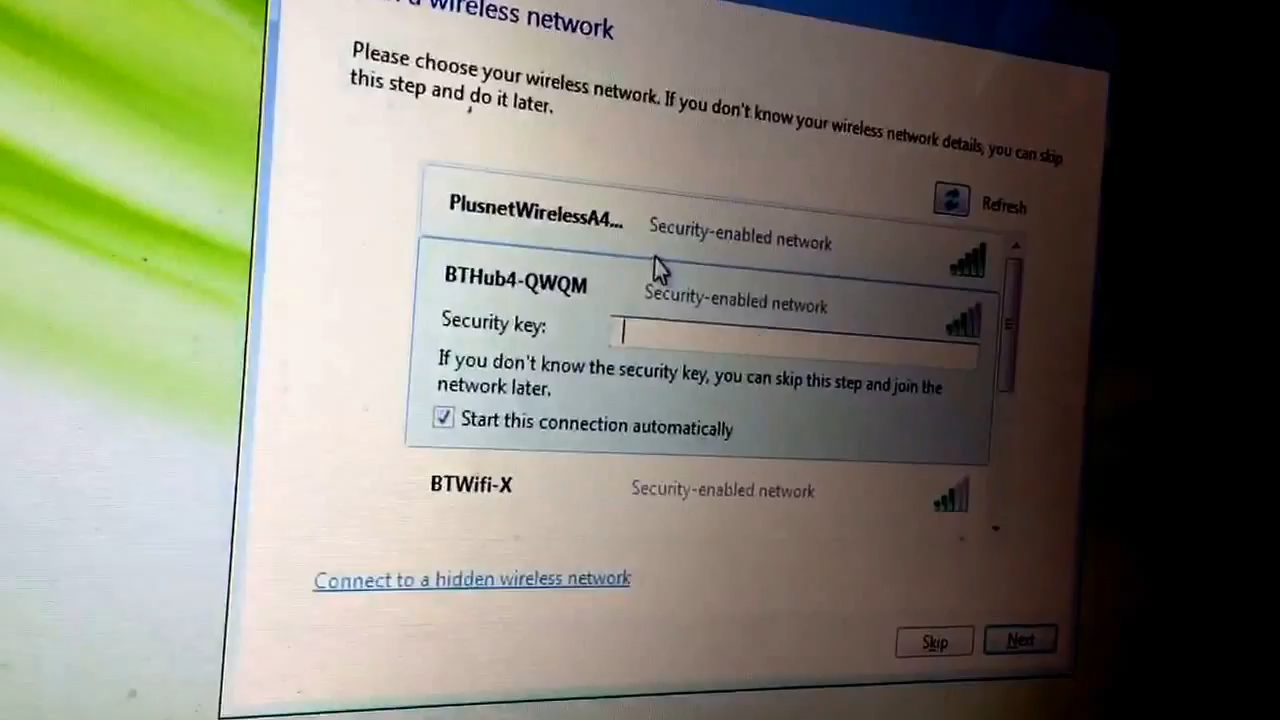 a wireless network
Please choose your wireless network. If you don't know your wireless network details, you can skip
this step and do it later.
Refresh
PlusnetWirelessA4... Security-enabled network
BTHub4-QWQM Security-enabled network
Security key:
If you don't know the security key, you can skip this step and join the
network later.
Start this connection automatically
BTWifi-X Security-enabled network
Connect to a hidden wireless network
Skip Next